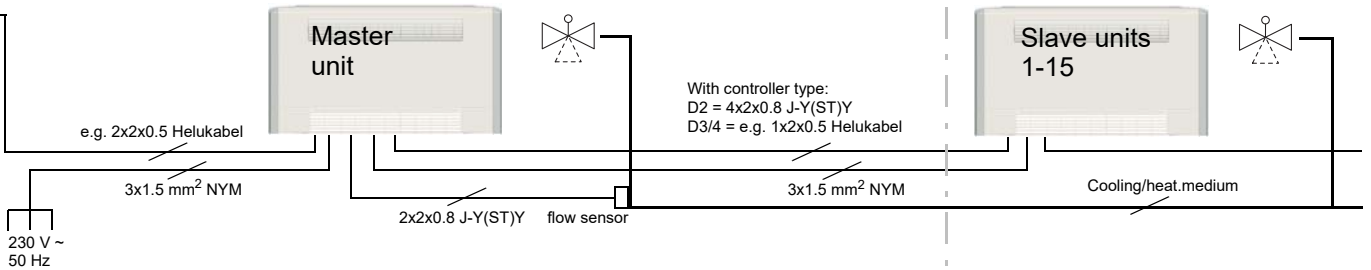 Master
unit
Slave units
1-15
With controller type:
D2 = 4x2x0.8 J-Y(ST)Y
D3/4 = e.g. 1x2x0.5 Helukabel
e.g. 2x2x0.5 Helukabel
3x1.5 mm² NYM
3x1.5 mm² NYM
Cooling/heat.medium
2x2x0.8 J-Y(ST)Y
flow sensor
230 V ~
50 Hz